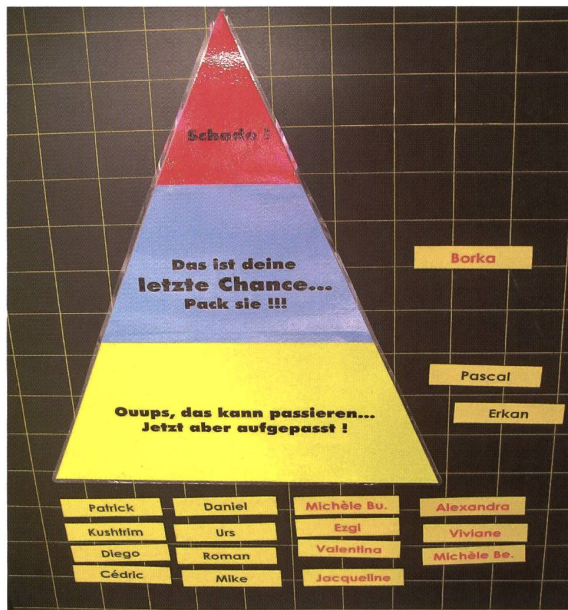 Schade !
Das ist deine
letzte Chance...
Pack sie !!!
Borka
Pascal
Erkan
Ouups, das kann passieren...
Jetzt aber aufgepasst !
Patrick Daniel Michèle Bu. Alexandra
Kushtrim Urs Ezgi Viviane
Diego Roman Valentina Michèle Be.
Cédric Mike Jacqueline